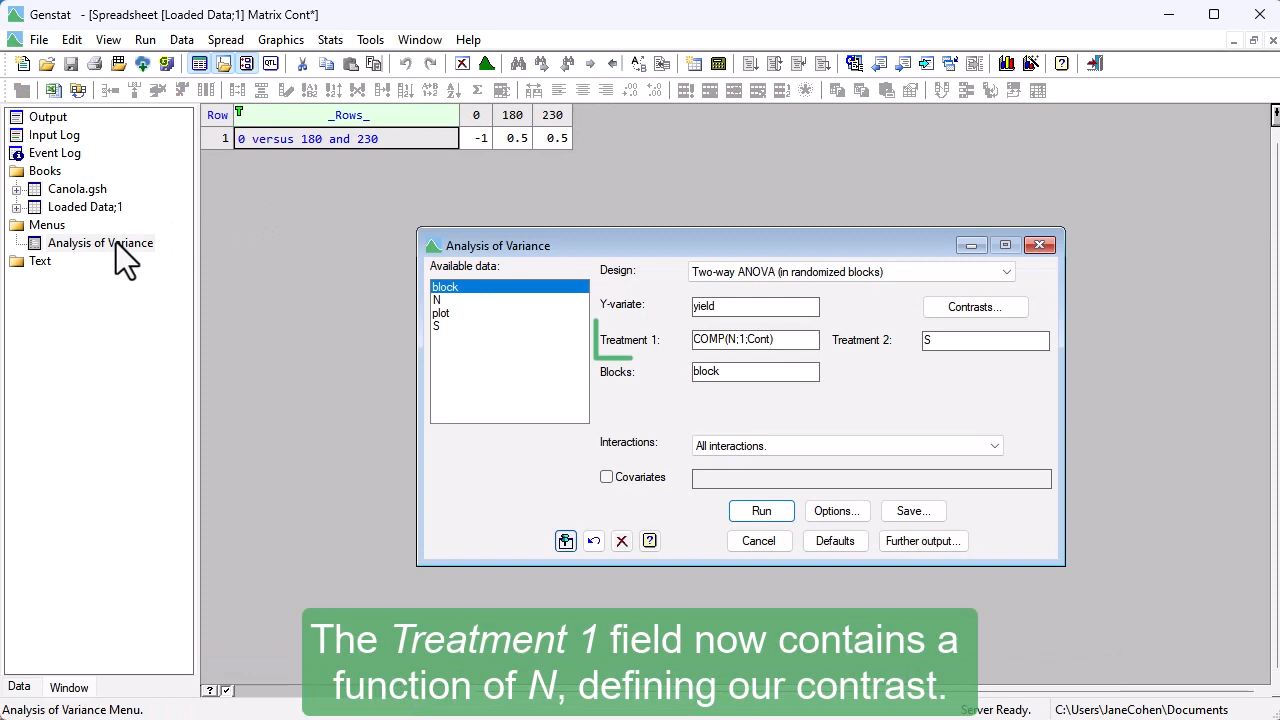 Genstat - [Spreadsheet [Loaded Data;1] Matrix Cont*]
File Edit View Run Data Spread Graphics Stats Tools Window Help
Output
Input Log
Event Log
Books
Canola.gsh
Loaded Data;1
Menus
Analysis of Variance
Text
Row _Rows_ 0 180 230
1 0 versus 180 and 230 -1 0.5 0.5
Analysis of Variance
Available data:
block
N
plot
S
Design: Two-way ANOVA (in randomized blocks)
Y-variate: yield Contrasts...
Treatment 1: COMP(N;1;Cont) Treatment 2: S
Blocks: block
Interactions: All interactions.
Covariates
Run Options... Save...
Cancel Defaults Further output...
The Treatment 1 field now contains a
function of N, defining our contrast.
Data Window
Analysis of Variance Menu. Server Ready. C:\Users\JaneCohen\Documents